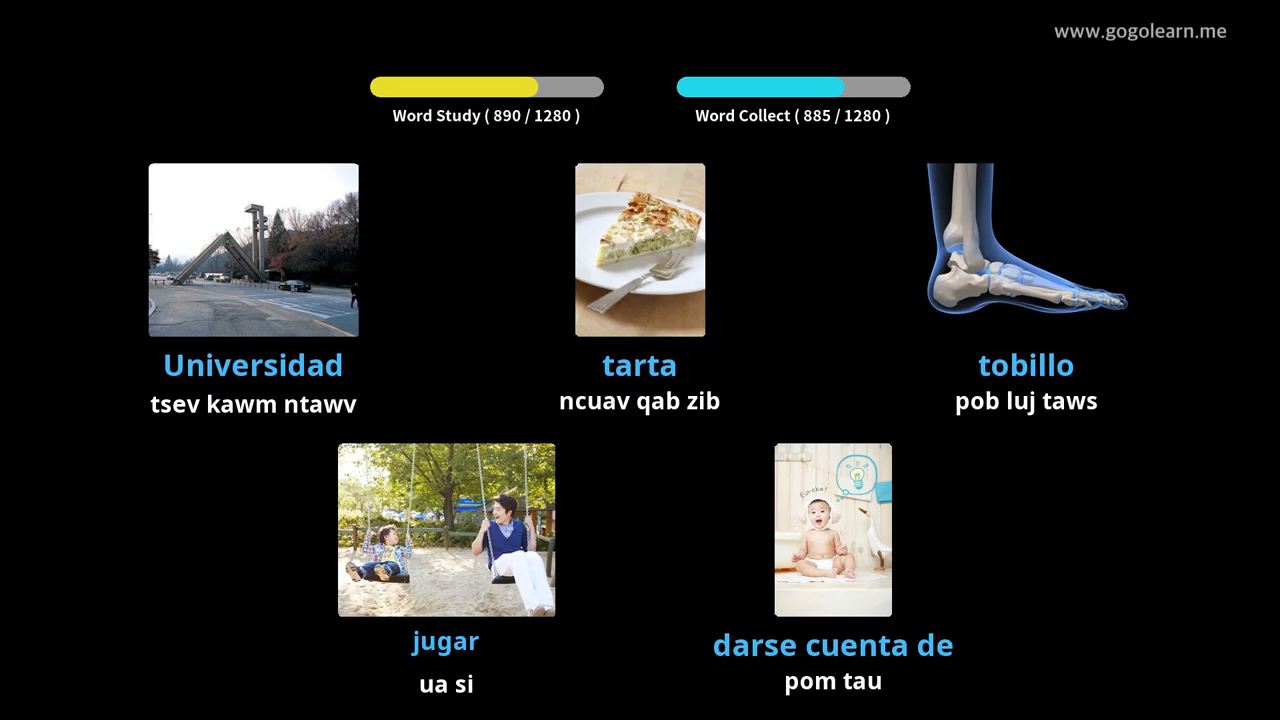 www.gogolearn.me
Word Study ( 890 / 1280 )
Word Collect ( 885 / 1280 )
Universidad
tsev kawm ntawv
tarta
ncuav qab zib
tobillo
pob luj taws
Eureka!
jugar
ua si
darse cuenta de
pom tau